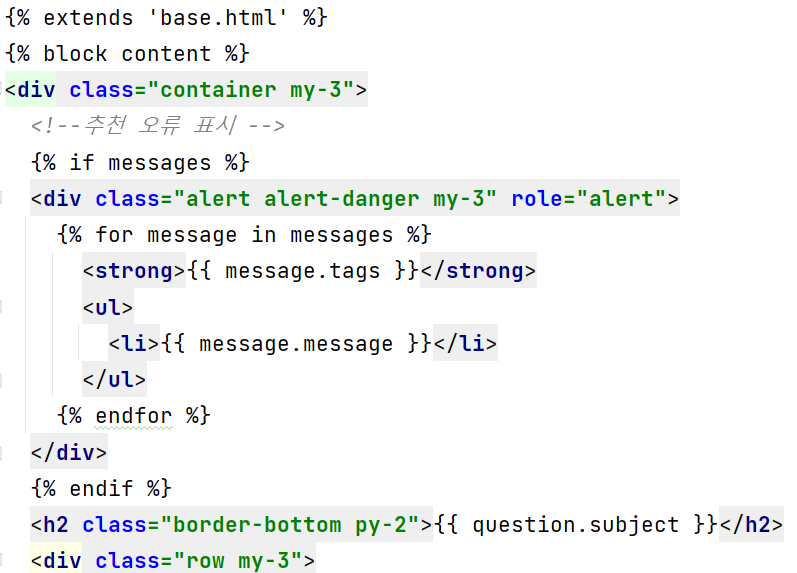 {% extends 'base.html' %}
{% block content %}
<div class="container my-3">
<!--추천 오류 표시 -->
{% if messages %}
<div class="alert alert-danger my-3" role="alert">
{% for message in messages %}
<strong>{{ message.tags }}</strong>
<ul>
<li>{{ message.message }}</li>
</ul>
{% endfor %}
</div>
{% endif %}
<h2 class="border-bottom py-2">{{ question.subject }}</h2>
<div class="row my-3">